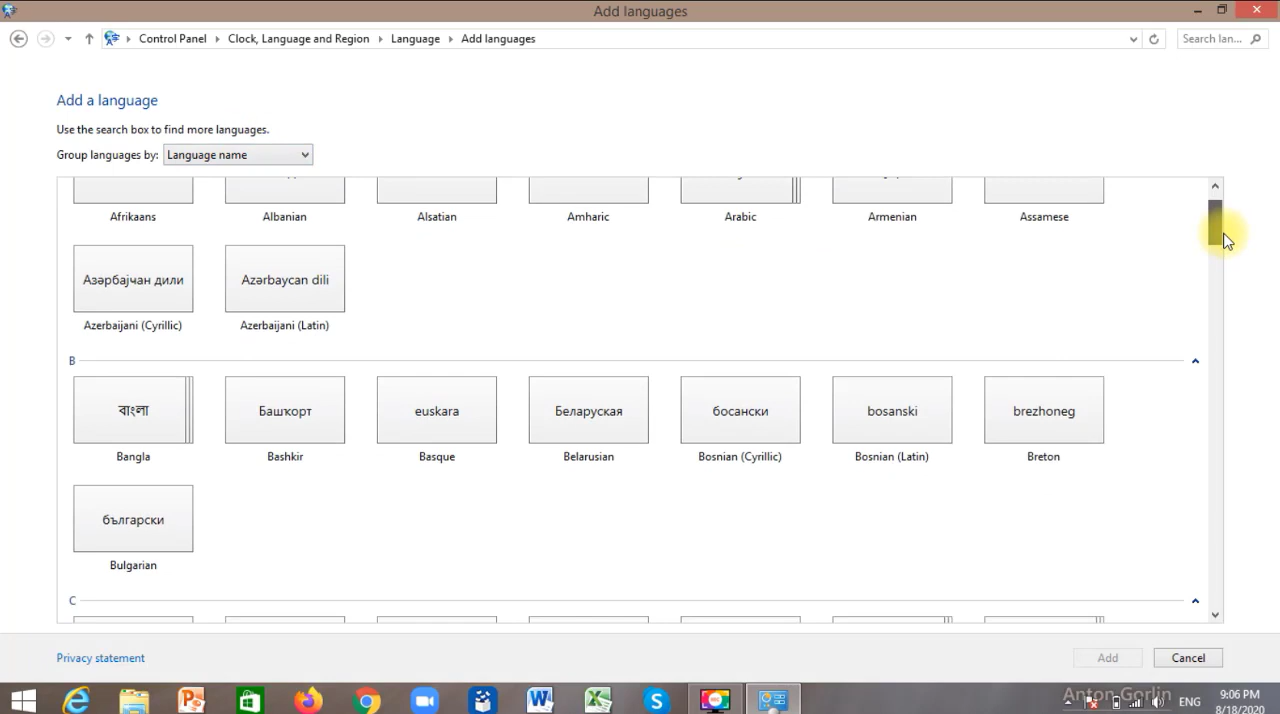 Add languages
Control Panel
Clock, Language and Region
Language
Add languages
Search lan...
Add a language
Use the search box to find more languages.
Group languages by:
Language name
Afrikaans
Albanian
Alsatian
Amharic
Arabic
Armenian
Assamese
Азәрбајҹан дили
Azərbaycan dili
Azerbaijani (Cyrillic)
Azerbaijani (Latin)
B
বাংলা
Башҡорт
euskara
Беларуская
босански
bosanski
brezhoneg
Bangla
Bashkir
Basque
Belarusian
Bosnian (Cyrillic)
Bosnian (Latin)
Breton
български
Bulgarian
C
Privacy statement
Add
Cancel
Anton Gorlin
ENG
9:06 PM
8/18/2020